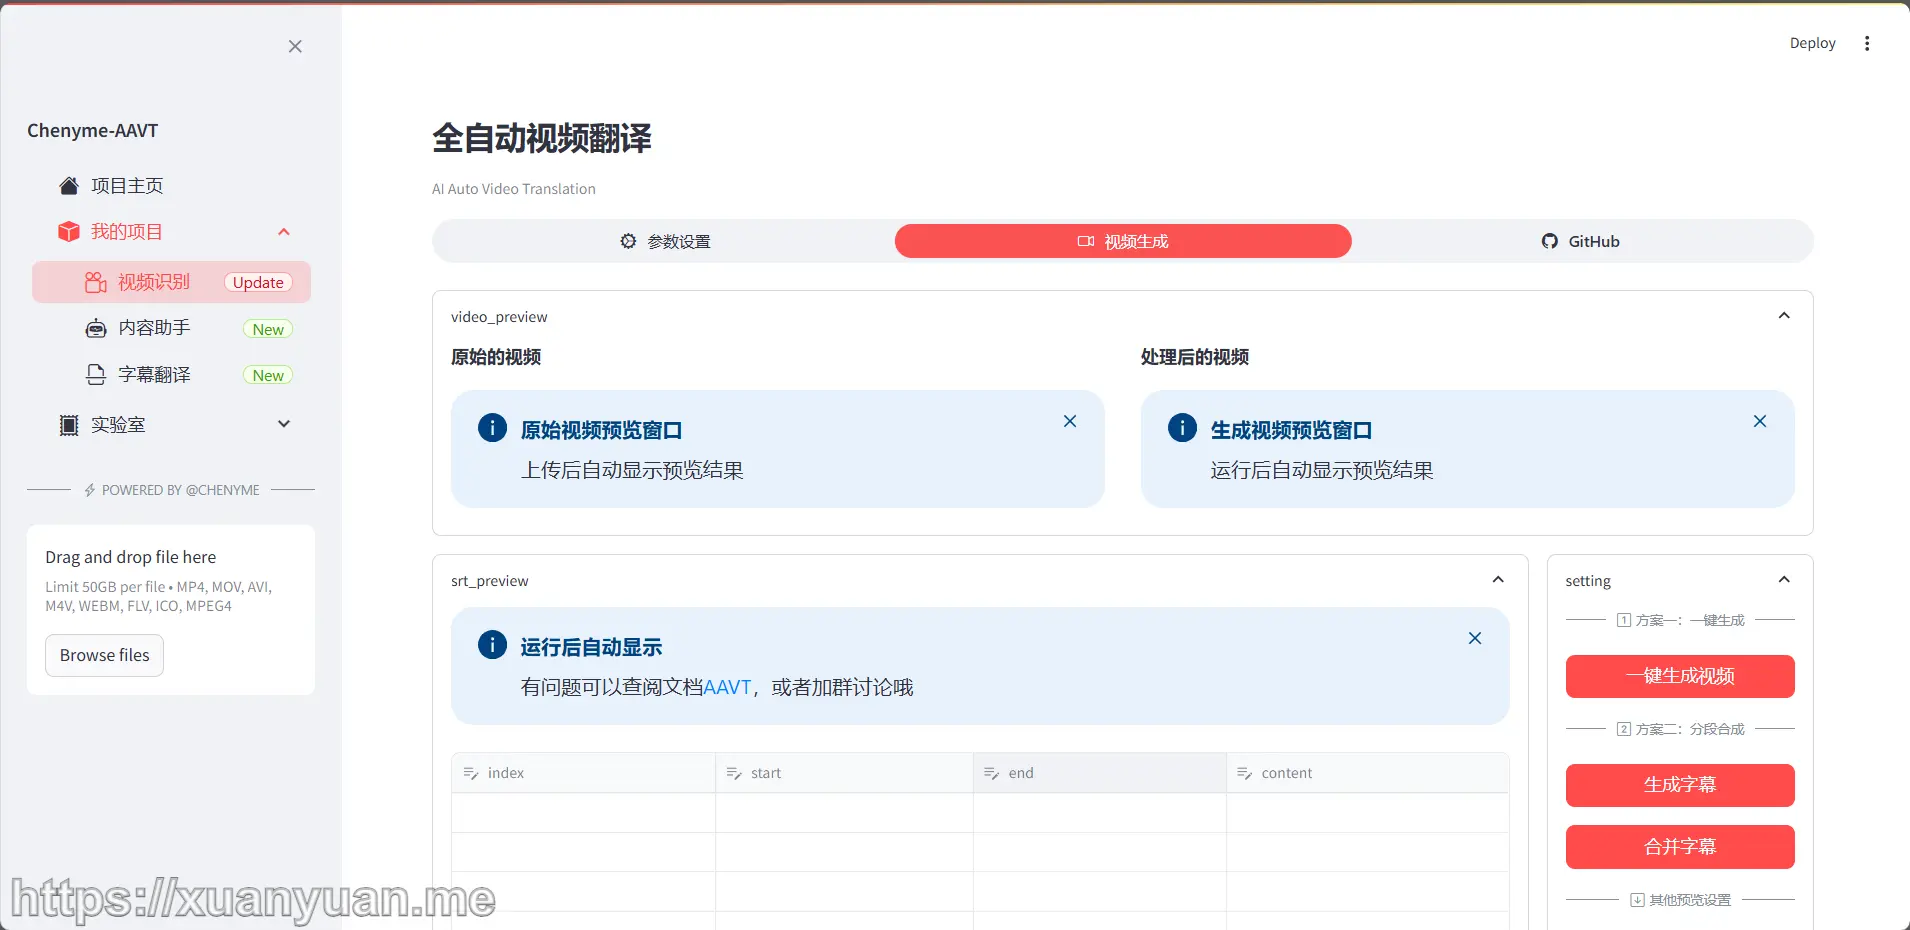 Deploy
Chenyme-AAVT
项目主页
我的项目
视频识别 Update
内容助手 New
字幕翻译 New
实验室
POWERED BY @CHENYME
Drag and drop file here
Limit 50GB per file • MP4, MOV, AVI,
M4V, WEBM, FLV, ICO, MPEG4
Browse files
全自动视频翻译
AI Auto Video Translation
参数设置 视频生成 GitHub
video_preview
原始的视频 处理后的视频
原始视频预览窗口
上传后自动显示预览结果
生成视频预览窗口
运行后自动显示预览结果
srt_preview
运行后自动显示
有问题可以查阅文档AAVT，或者加群讨论哦
index start end content
setting
1 方案一：一键生成
一键生成视频
2 方案二：分段合成
生成字幕
合并字幕
其他预览设置
https://xuanyuan.me